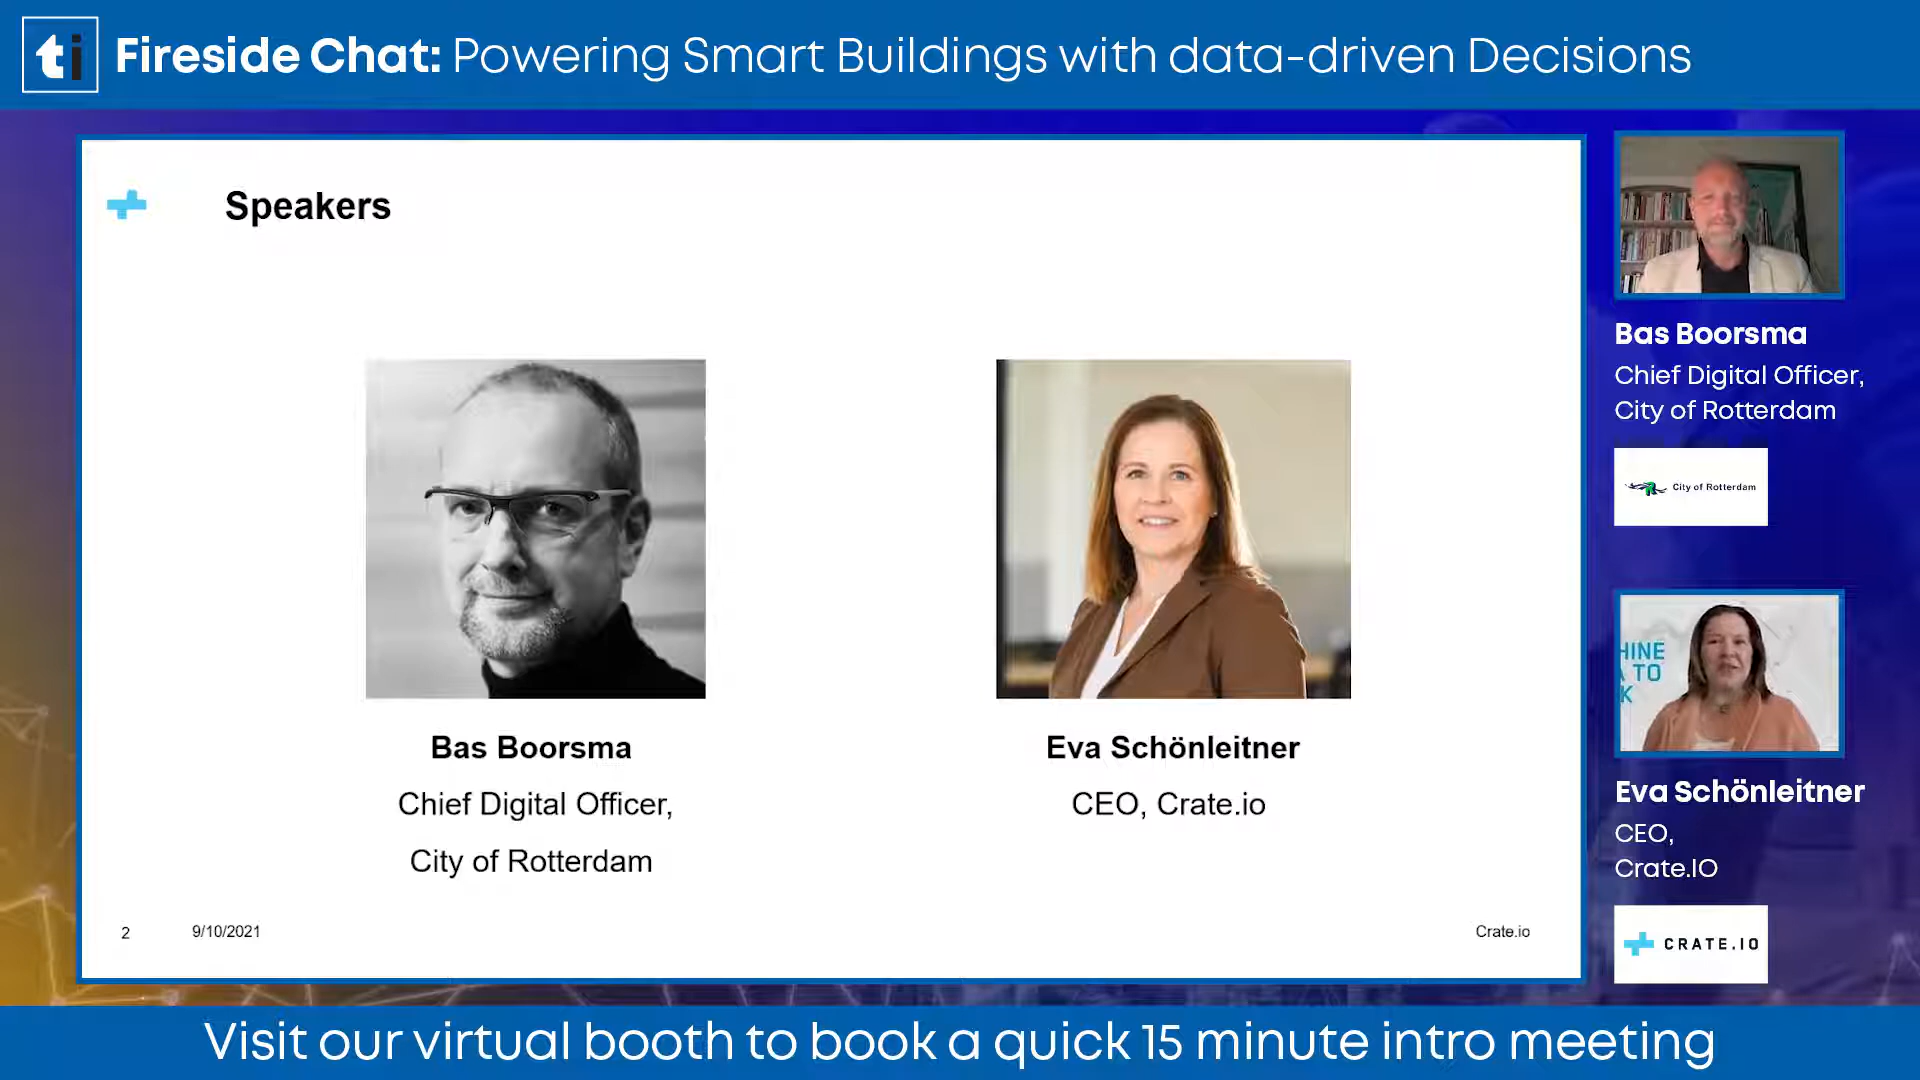 ti
Fireside Chat: Powering Smart Buildings with data-driven Decisions
Speakers
Bas Boorsma
Chief Digital Officer,
City of Rotterdam
Eva Schönleitner
CEO, Crate.io
2
9/10/2021
Crate.io
Bas Boorsma
Chief Digital Officer,
City of Rotterdam
City of Rotterdam
HINE
TO
K
Eva Schönleitner
CEO,
Crate.IO
CRATE.IO
Visit our virtual booth to book a quick 15 minute intro meeting